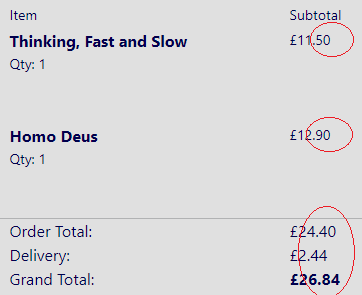 Item Subtotal
Thinking, Fast and Slow £11.50
Qty: 1
Homo Deus £12.90
Qty: 1
Order Total: £24.40
Delivery: £2.44
Grand Total: £26.84